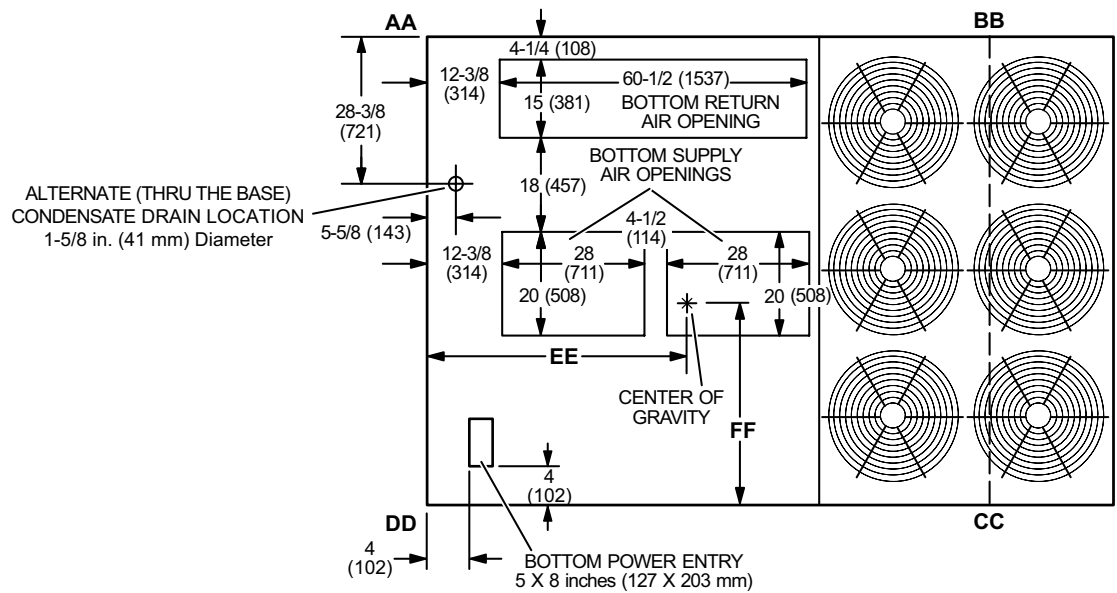 AA
BB
4-1/4 (108)
12-3/8
(314)
60-1/2 (1537)
28-3/8
(721)
15 (381)
BOTTOM RETURN
AIR OPENING
BOTTOM SUPPLY
AIR OPENINGS
18 (457)
ALTERNATE (THRU THE BASE)
CONDENSATE DRAIN LOCATION
1-5/8 in. (41 mm) Diameter
5-5/8 (143)
4-1/2
(114)
12-3/8
(314)
28
(711)
28
(711)
20 (508)
20 (508)
EE
CENTER OF
GRAVITY
FF
4
(102)
DD
CC
4
(102)
BOTTOM POWER ENTRY
5 X 8 inches (127 X 203 mm)